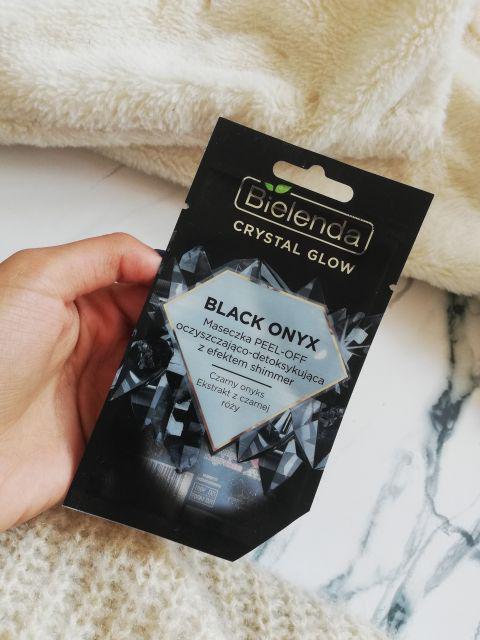 Bielenda
CRYSTAL GLOW
BLACK ONYX
Maseczka PEEL-OFF
oczyszczająco-detoksykująca
z efektem shimmer
Czarny onyks
Ekstrakt z czarnej
róży